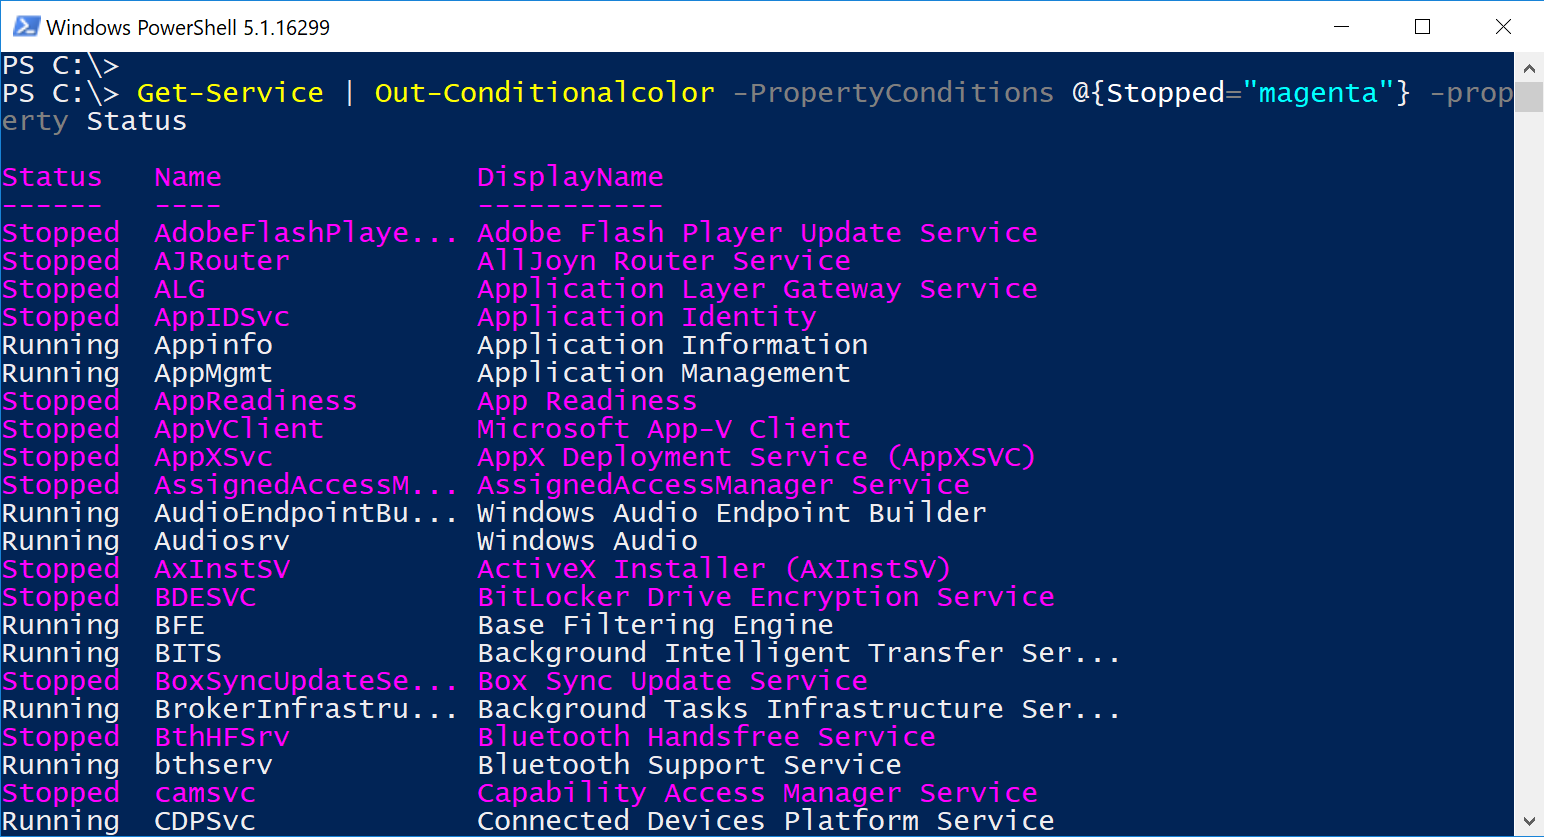 Windows PowerShell 5.1.16299
PS C:\>
PS C:\> Get-Service | Out-Conditionalcolor -PropertyConditions @{Stopped="magenta"} -prop
erty Status
Status   Name               DisplayName
------   ----               -----------
Stopped  AdobeFlashPlaye... Adobe Flash Player Update Service
Stopped  AJRouter           AllJoyn Router Service
Stopped  ALG                Application Layer Gateway Service
Stopped  AppIDSvc           Application Identity
Running  Appinfo            Application Information
Running  AppMgmt            Application Management
Stopped  AppReadiness       App Readiness
Stopped  AppVClient         Microsoft App-V Client
Stopped  AppXSvc            AppX Deployment Service (AppXSVC)
Stopped  AssignedAccessM... AssignedAccessManager Service
Running  AudioEndpointBu... Windows Audio Endpoint Builder
Running  Audiosrv           Windows Audio
Stopped  AxInstSV           ActiveX Installer (AxInstSV)
Stopped  BDESVC             BitLocker Drive Encryption Service
Running  BFE                Base Filtering Engine
Running  BITS               Background Intelligent Transfer Ser...
Stopped  BoxSyncUpdateSe... Box Sync Update Service
Running  BrokerInfrastru... Background Tasks Infrastructure Ser...
Stopped  BthHFSrv           Bluetooth Handsfree Service
Running  bthserv            Bluetooth Support Service
Stopped  camsvc             Capability Access Manager Service
Running  CDPSvc             Connected Devices Platform Service